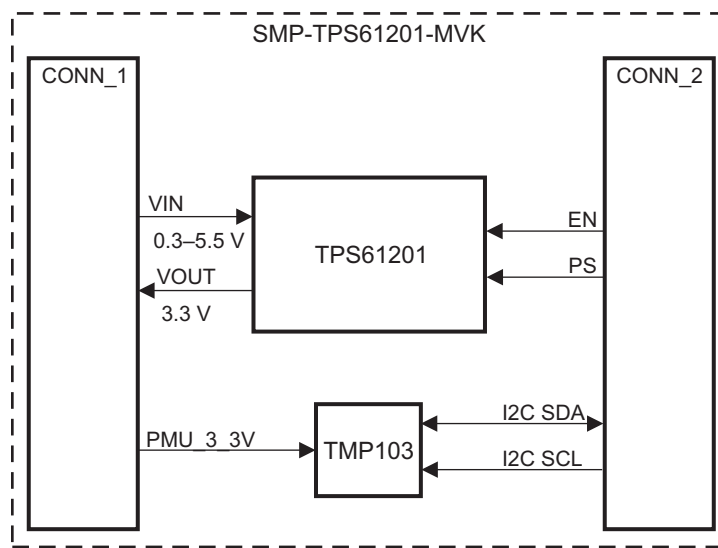 SMP-TPS61201-MVK
CONN_1
CONN_2
VIN
0.3–5.5 V
VOUT
3.3 V
TPS61201
EN
PS
PMU_3_3V
TMP103
I2C SDA
I2C SCL